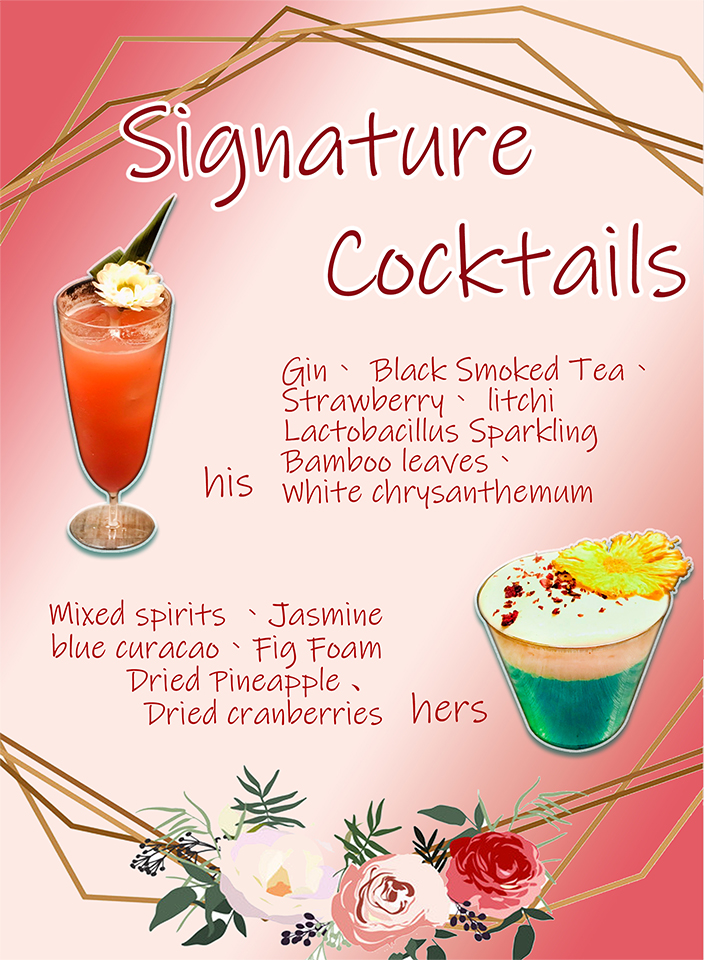 Signature
Cocktails
Gin、 Black Smoked Tea、
Strawberry、 litchi
Lactobacillus Sparkling
Bamboo leaves、
White chrysanthemum
his
Mixed spirits 、Jasmine
blue curacao、Fig Foam
Dried Pineapple 、
Dried cranberries
hers